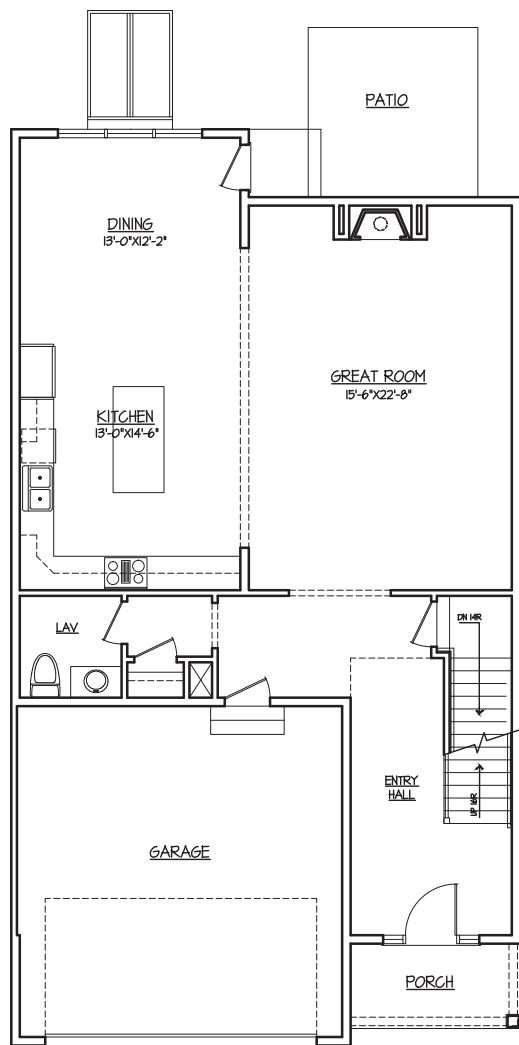 PATIO
DINING
13'-0"X12'-2"
GREAT ROOM
15'-6"X22'-8"
KITCHEN
13'-0"X14'-6"
LAV
DN 14R
ENTRY
HALL
UP 16R
GARAGE
PORCH